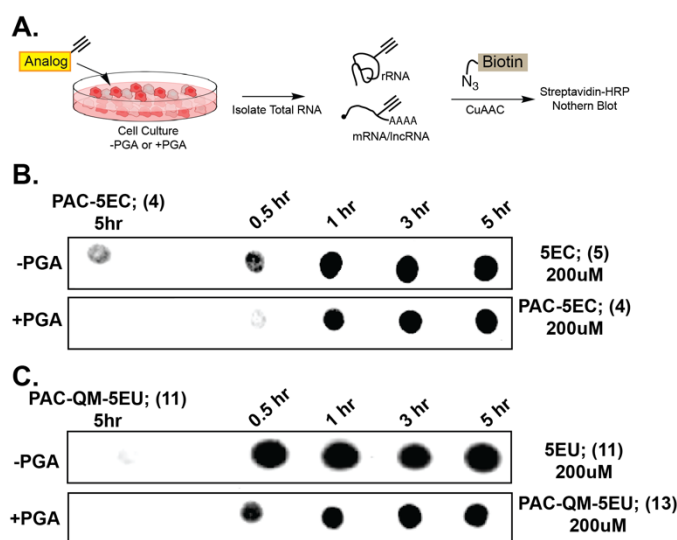 A.
Analog
Cell Culture
-PGA or +PGA
Isolate Total RNA
rRNA
AAAA
mRNA/lncRNA
N3
Biotin
CuAAC
Streptavidin-HRP
Nothern Blot
B.
PAC-5EC; (4)
5hr
0.5 hr
1 hr
3 hr
5 hr
-PGA
5EC; (5)
200uM
+PGA
PAC-5EC; (4)
200uM
C.
PAC-QM-5EU; (11)
5hr
0.5 hr
1 hr
3 hr
5 hr
-PGA
5EU; (11)
200uM
+PGA
PAC-QM-5EU; (13)
200uM